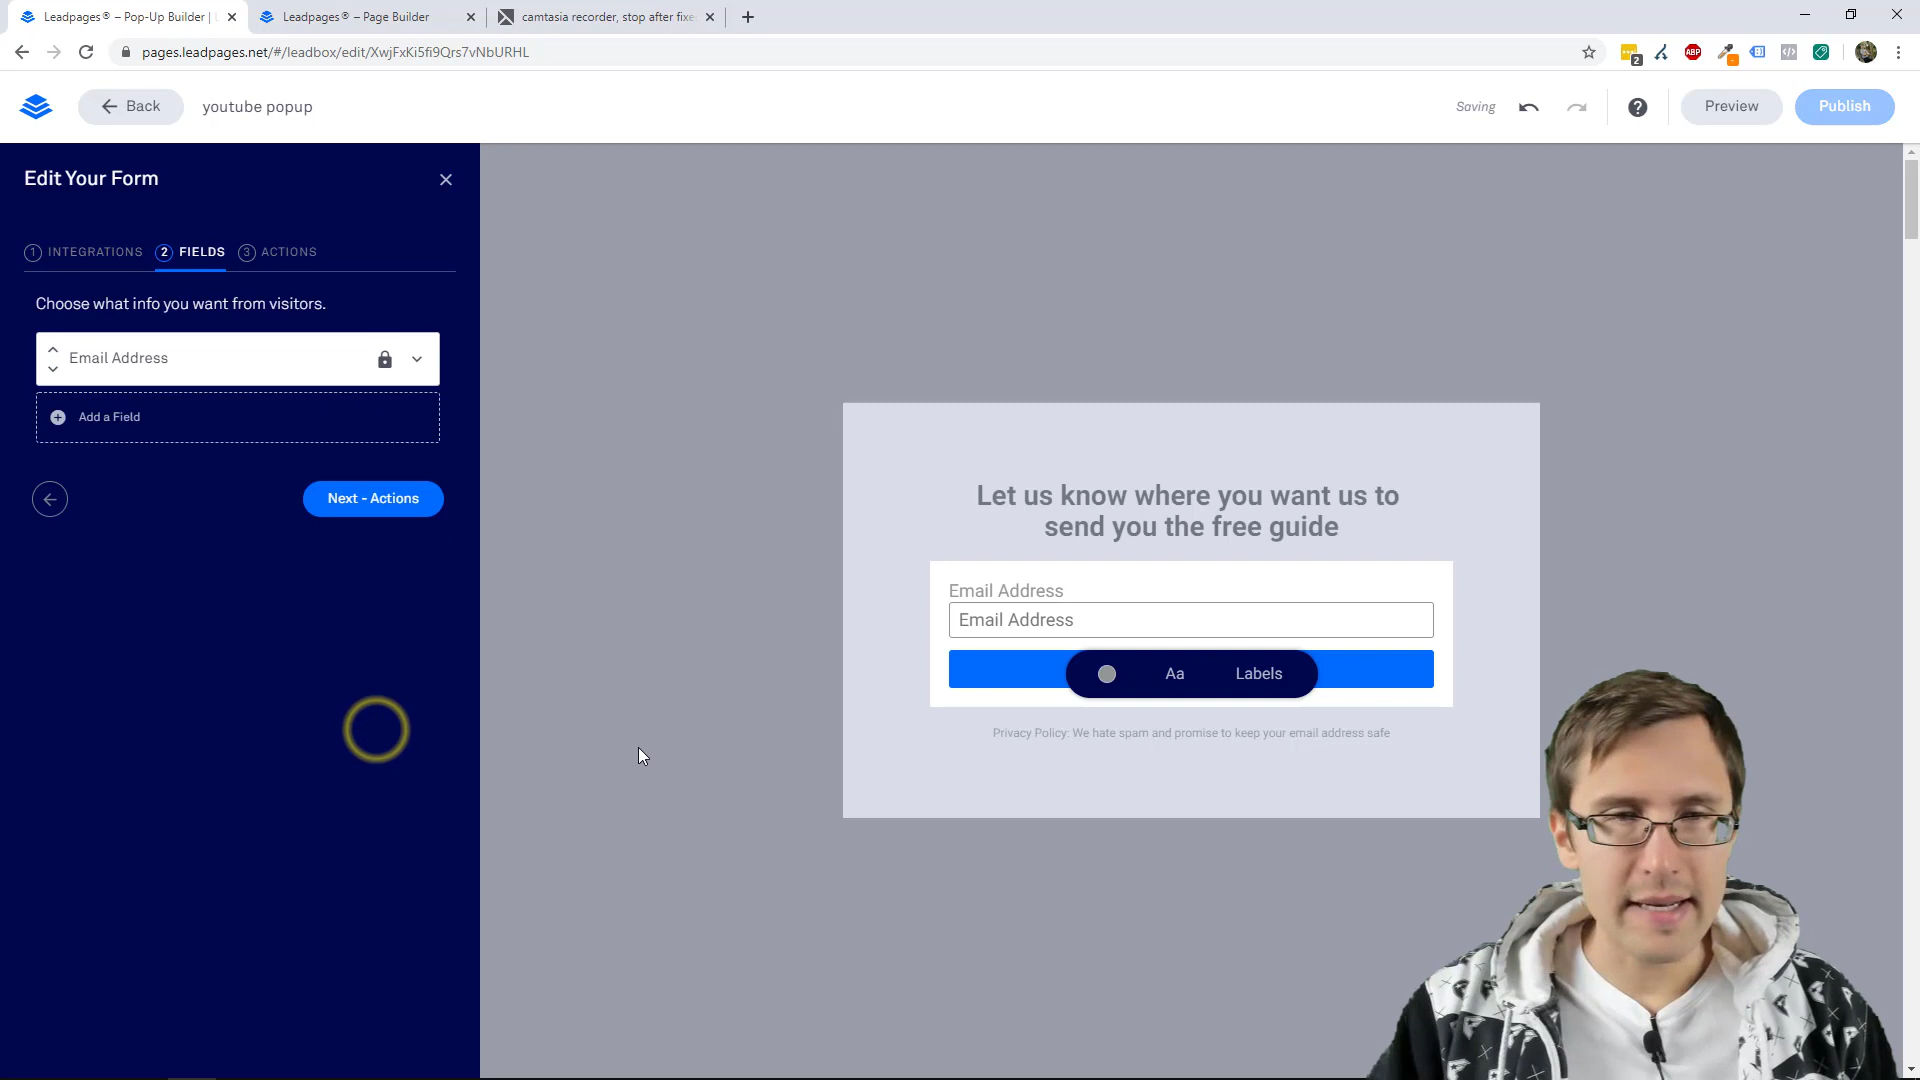 Leadpages® – Pop-Up Builder |
Leadpages® – Page Builder
camtasia recorder, stop after fixe
pages.leadpages.net/#/leadbox/edit/XwjFxKi5fi9Qrs7vNbURHL
2
ABP
Back
youtube popup
Saving
Preview
Publish
Edit Your Form
1 INTEGRATIONS 2 FIELDS 3 ACTIONS
Choose what info you want from visitors.
Email Address
Add a Field
Next - Actions
Let us know where you want us to
send you the free guide
Email Address
Email Address
Aa
Labels
Privacy Policy: We hate spam and promise to keep your email address safe